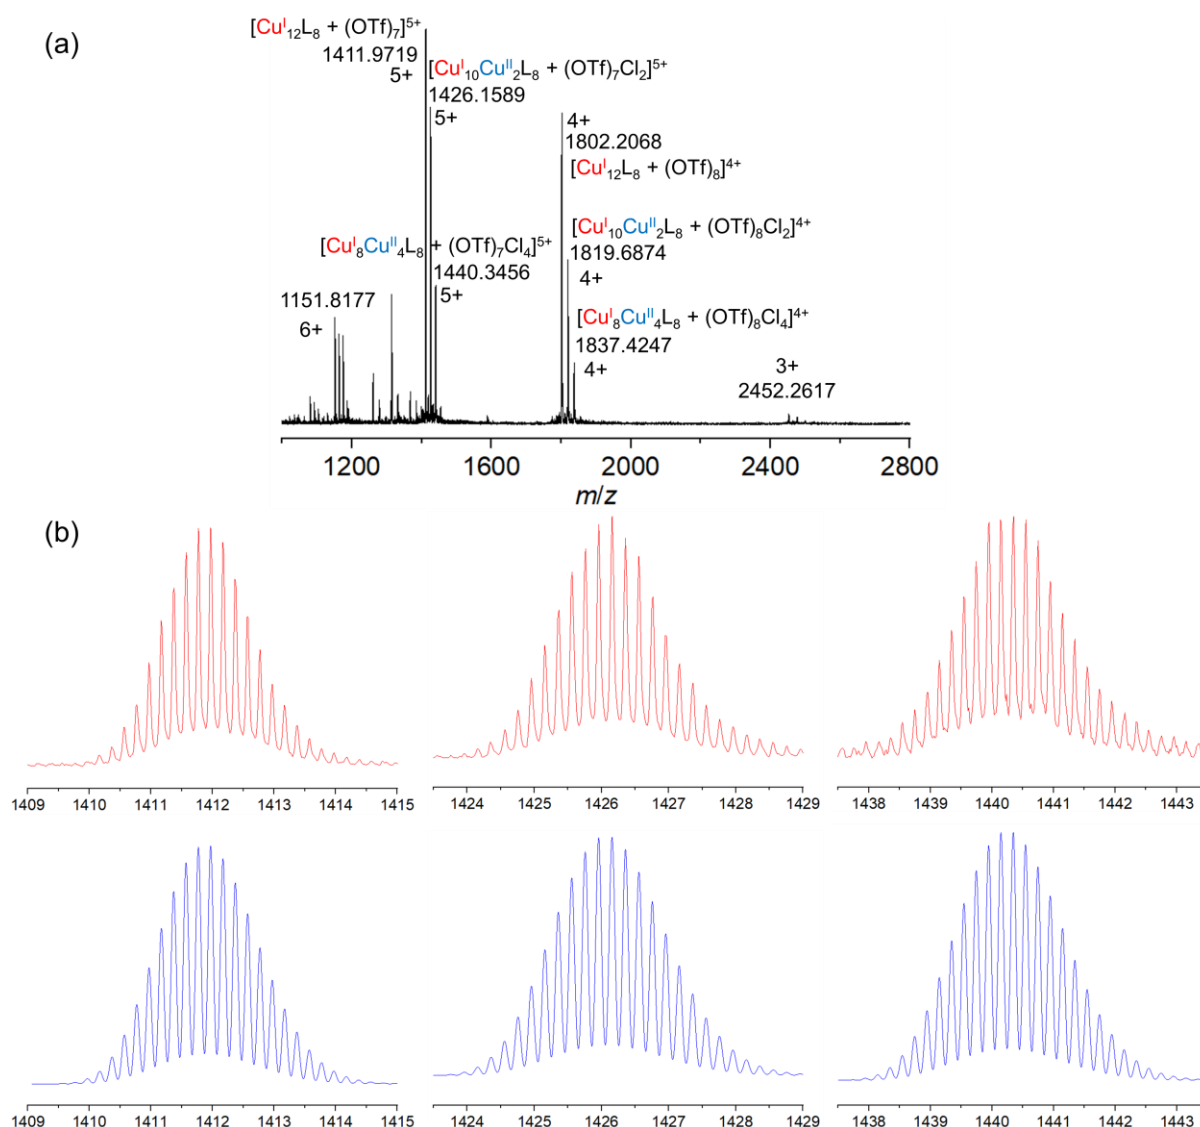 (a)
[Cuᴵ₁₂L₈ + (OTf)₇]⁵⁺
1411.9719
5+
[Cuᴵ₁₀Cuᴵᴵ₂L₈ + (OTf)₇Cl₂]⁵⁺
1426.1589
5+
4+
1802.2068
[Cuᴵ₁₂L₈ + (OTf)₈]⁴⁺
[Cuᴵ₁₀Cuᴵᴵ₂L₈ + (OTf)₈Cl₂]⁴⁺
1819.6874
4+
[Cuᴵ₈Cuᴵᴵ₄L₈ + (OTf)₇Cl₄]⁵⁺
1440.3456
5+
1151.8177
6+
[Cuᴵ₈Cuᴵᴵ₄L₈ + (OTf)₈Cl₄]⁴⁺
1837.4247
4+
3+
2452.2617
1200 1600 2000 2400 2800
m/z
(b)
1409 1410 1411 1412 1413 1414 1415
1424 1425 1426 1427 1428 1429
1438 1439 1440 1441 1442 1443
1409 1410 1411 1412 1413 1414 1415
1424 1425 1426 1427 1428 1429
1438 1439 1440 1441 1442 1443